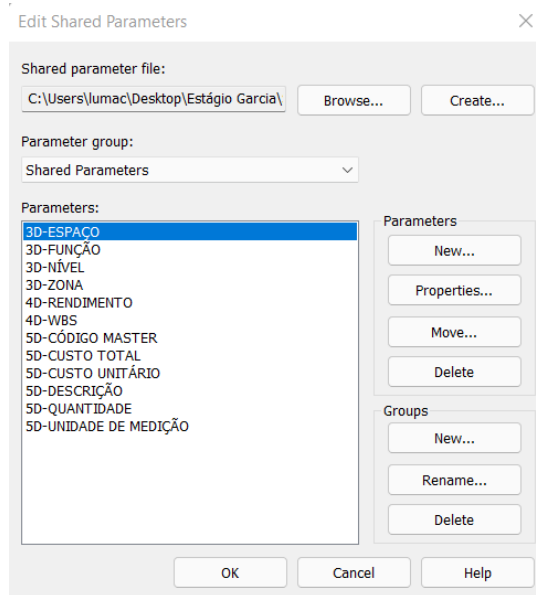 Edit Shared Parameters
Shared parameter file:
C:\Users\lumac\Desktop\Estágio Garcia\
Browse...
Create...
Parameter group:
Shared Parameters
Parameters:
3D-ESPAÇO
3D-FUNÇÃO
3D-NÍVEL
3D-ZONA
4D-RENDIMENTO
4D-WBS
5D-CÓDIGO MASTER
5D-CUSTO TOTAL
5D-CUSTO UNITÁRIO
5D-DESCRIÇÃO
5D-QUANTIDADE
5D-UNIDADE DE MEDIÇÃO
Parameters
New...
Properties...
Move...
Delete
Groups
New...
Rename...
Delete
OK
Cancel
Help